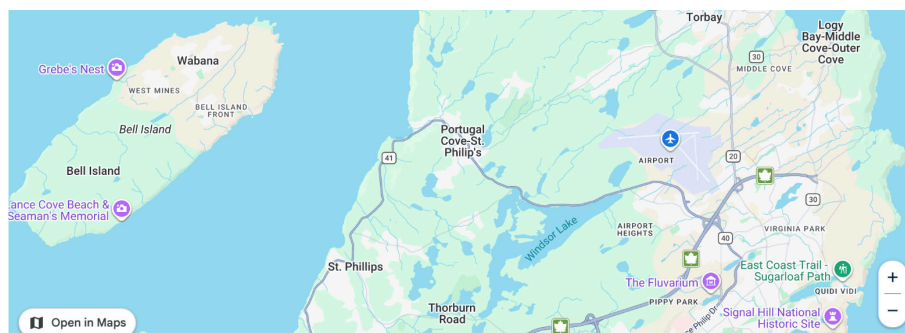 Torbay
Logy
Bay-Middle
Cove-Outer
Cove
30
MIDDLE COVE
Grebe's Nest
Wabana
WEST MINES
BELL ISLAND
FRONT
Bell Island
Bell Island
Portugal
Cove-St.
Philip's
41
AIRPORT
20
30
ance Cove Beach &
Seaman's Memorial
Windsor Lake
AIRPORT
HEIGHTS
40
VIRGINIA PARK
St. Phillips
East Coast Trail -
Sugarloaf Path
The Fluvarium
QUIDI VIDI
PIPPY PARK
Thorburn
Road
ce Philip Dr
Signal Hill National
Historic Site
Open in Maps
+
−